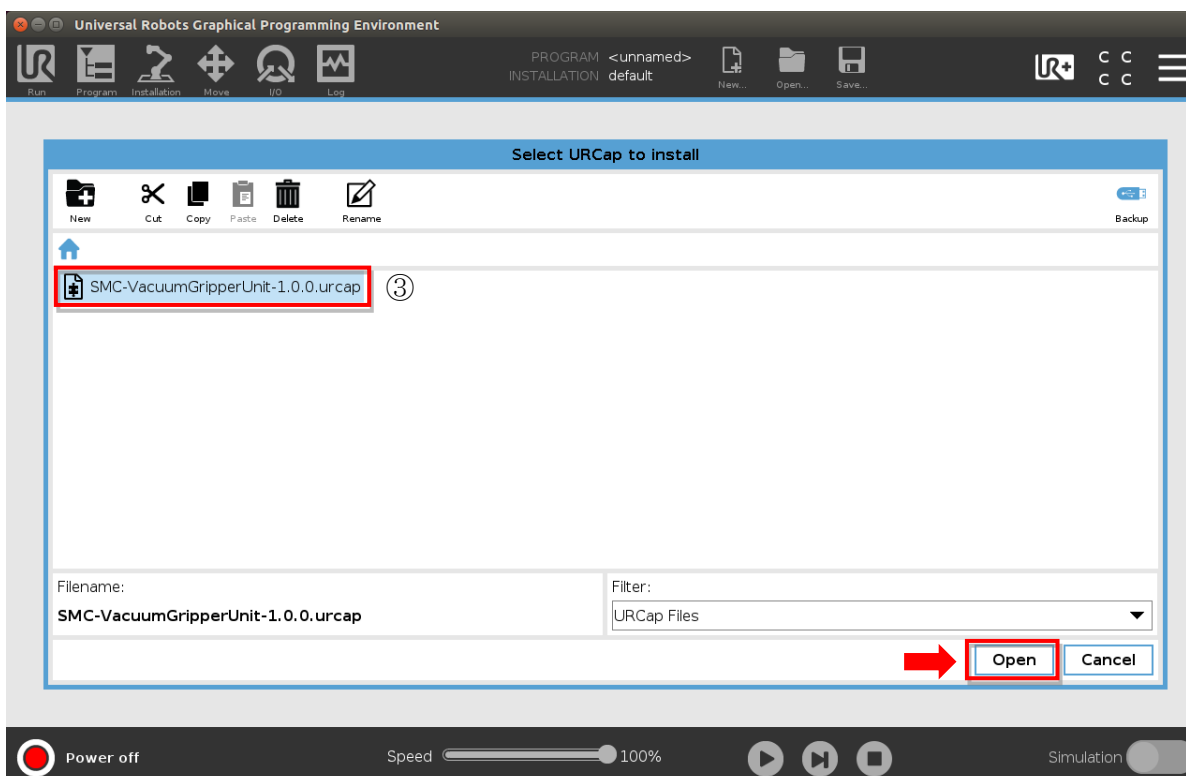 Universal Robots Graphical Programming Environment
UR
Run
Program
Installation
Move
I/O
Log
PROGRAM <unnamed>
INSTALLATION default
New...
Open...
Save...
UR+
C C
C C
Select URCap to install
New
Cut
Copy
Paste
Delete
Rename
Backup
SMC-VacuumGripperUnit-1.0.0.urcap ③
Filename:
SMC-VacuumGripperUnit-1.0.0.urcap
Filter:
URCap Files
Open
Cancel
Power off
Speed 100%
Simulation